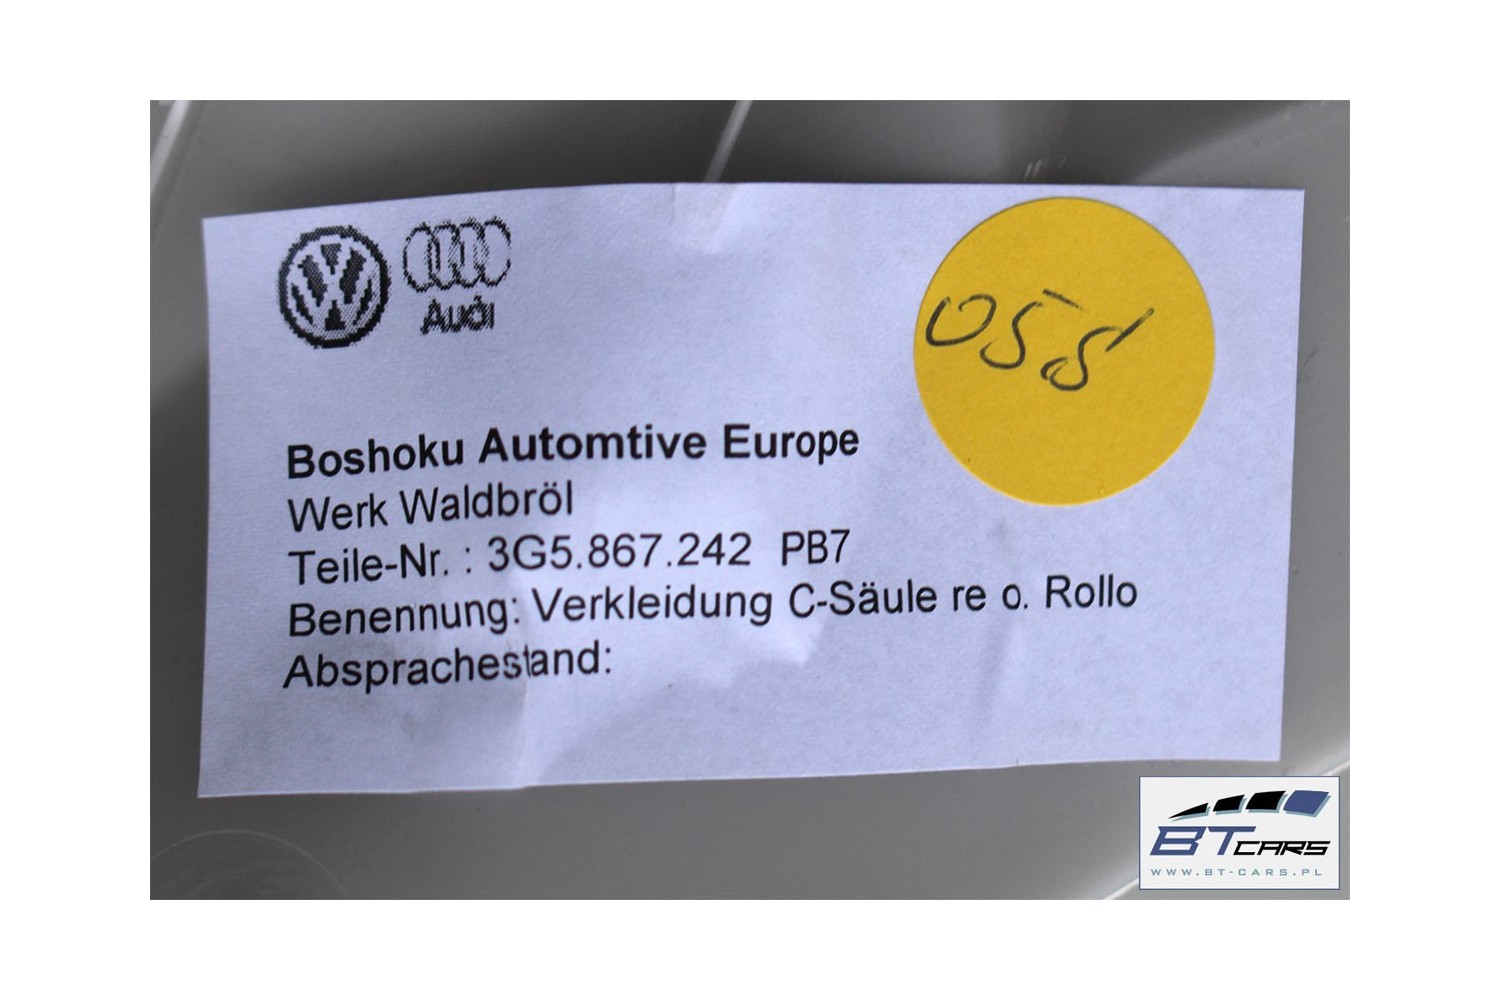 Audi
058
Boshoku Automtive Europe
Werk Waldbröl
Teile-Nr. : 3G5.867.242 PB7
Benennung: Verkleidung C-Säule re o. Rollo
Absprachestand:
BT CARS
WWW.BT-CARS.PL